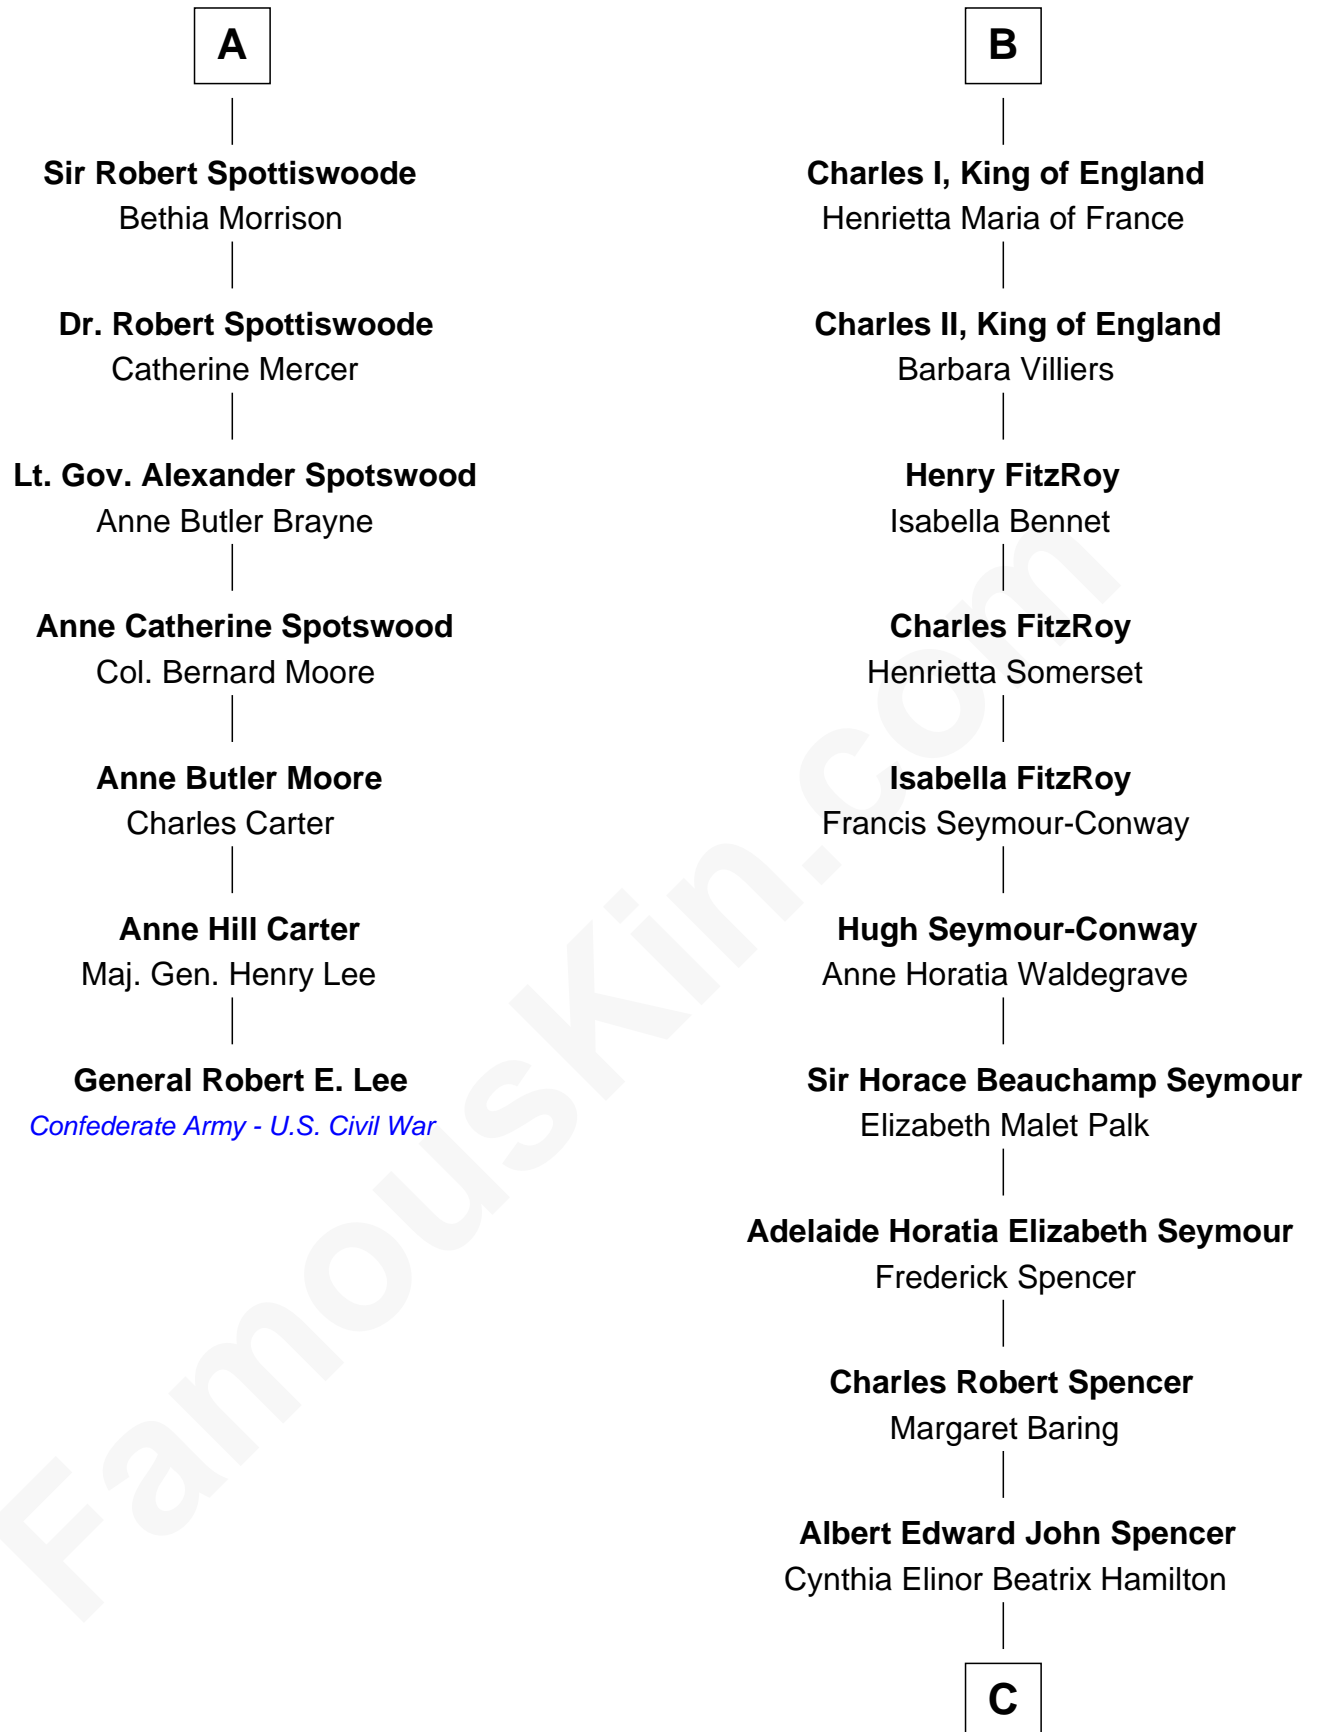 A
Sir Robert Spottiswoode
Bethia Morrison
Dr. Robert Spottiswoode
Catherine Mercer
Lt. Gov. Alexander Spotswood
Anne Butler Brayne
Anne Catherine Spotswood
Col. Bernard Moore
Anne Butler Moore
Charles Carter
Anne Hill Carter
Maj. Gen. Henry Lee
General Robert E. Lee
Confederate Army - U.S. Civil War
B
Charles I, King of England
Henrietta Maria of France
Charles II, King of England
Barbara Villiers
Henry FitzRoy
Isabella Bennet
Charles FitzRoy
Henrietta Somerset
Isabella FitzRoy
Francis Seymour-Conway
Hugh Seymour-Conway
Anne Horatia Waldegrave
Sir Horace Beauchamp Seymour
Elizabeth Malet Palk
Adelaide Horatia Elizabeth Seymour
Frederick Spencer
Charles Robert Spencer
Margaret Baring
Albert Edward John Spencer
Cynthia Elinor Beatrix Hamilton
C
FamousKin.com